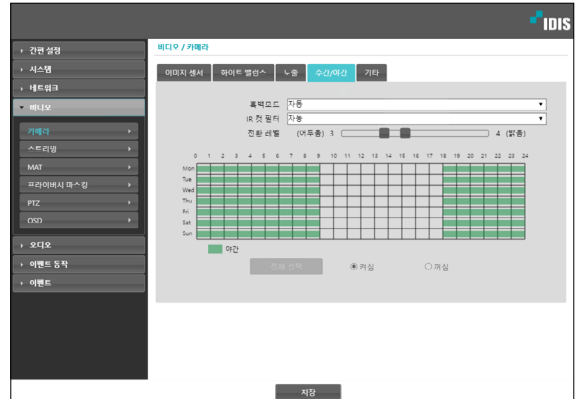 IDIS
간편 설정
시스템
네트워크
비디오
카메라
스트리밍
MAT
프라이버시 마스킹
PTZ
OSD
오디오
이벤트 동작
이벤트
비디오 / 카메라
이미지 센서 화이트 밸런스 노출 주간/야간 기타
흑백모드 자동
IR 컷 필터 자동
전환 레벨 (어두움) 3 4 (밝음)
0 1 2 3 4 5 6 7 8 9 10 11 12 13 14 15 16 17 18 19 20 21 22 23 24
Mon
Tue
Wed
Thu
Fri
Sat
Sun
야간
전체 선택 켜짐 꺼짐
저장